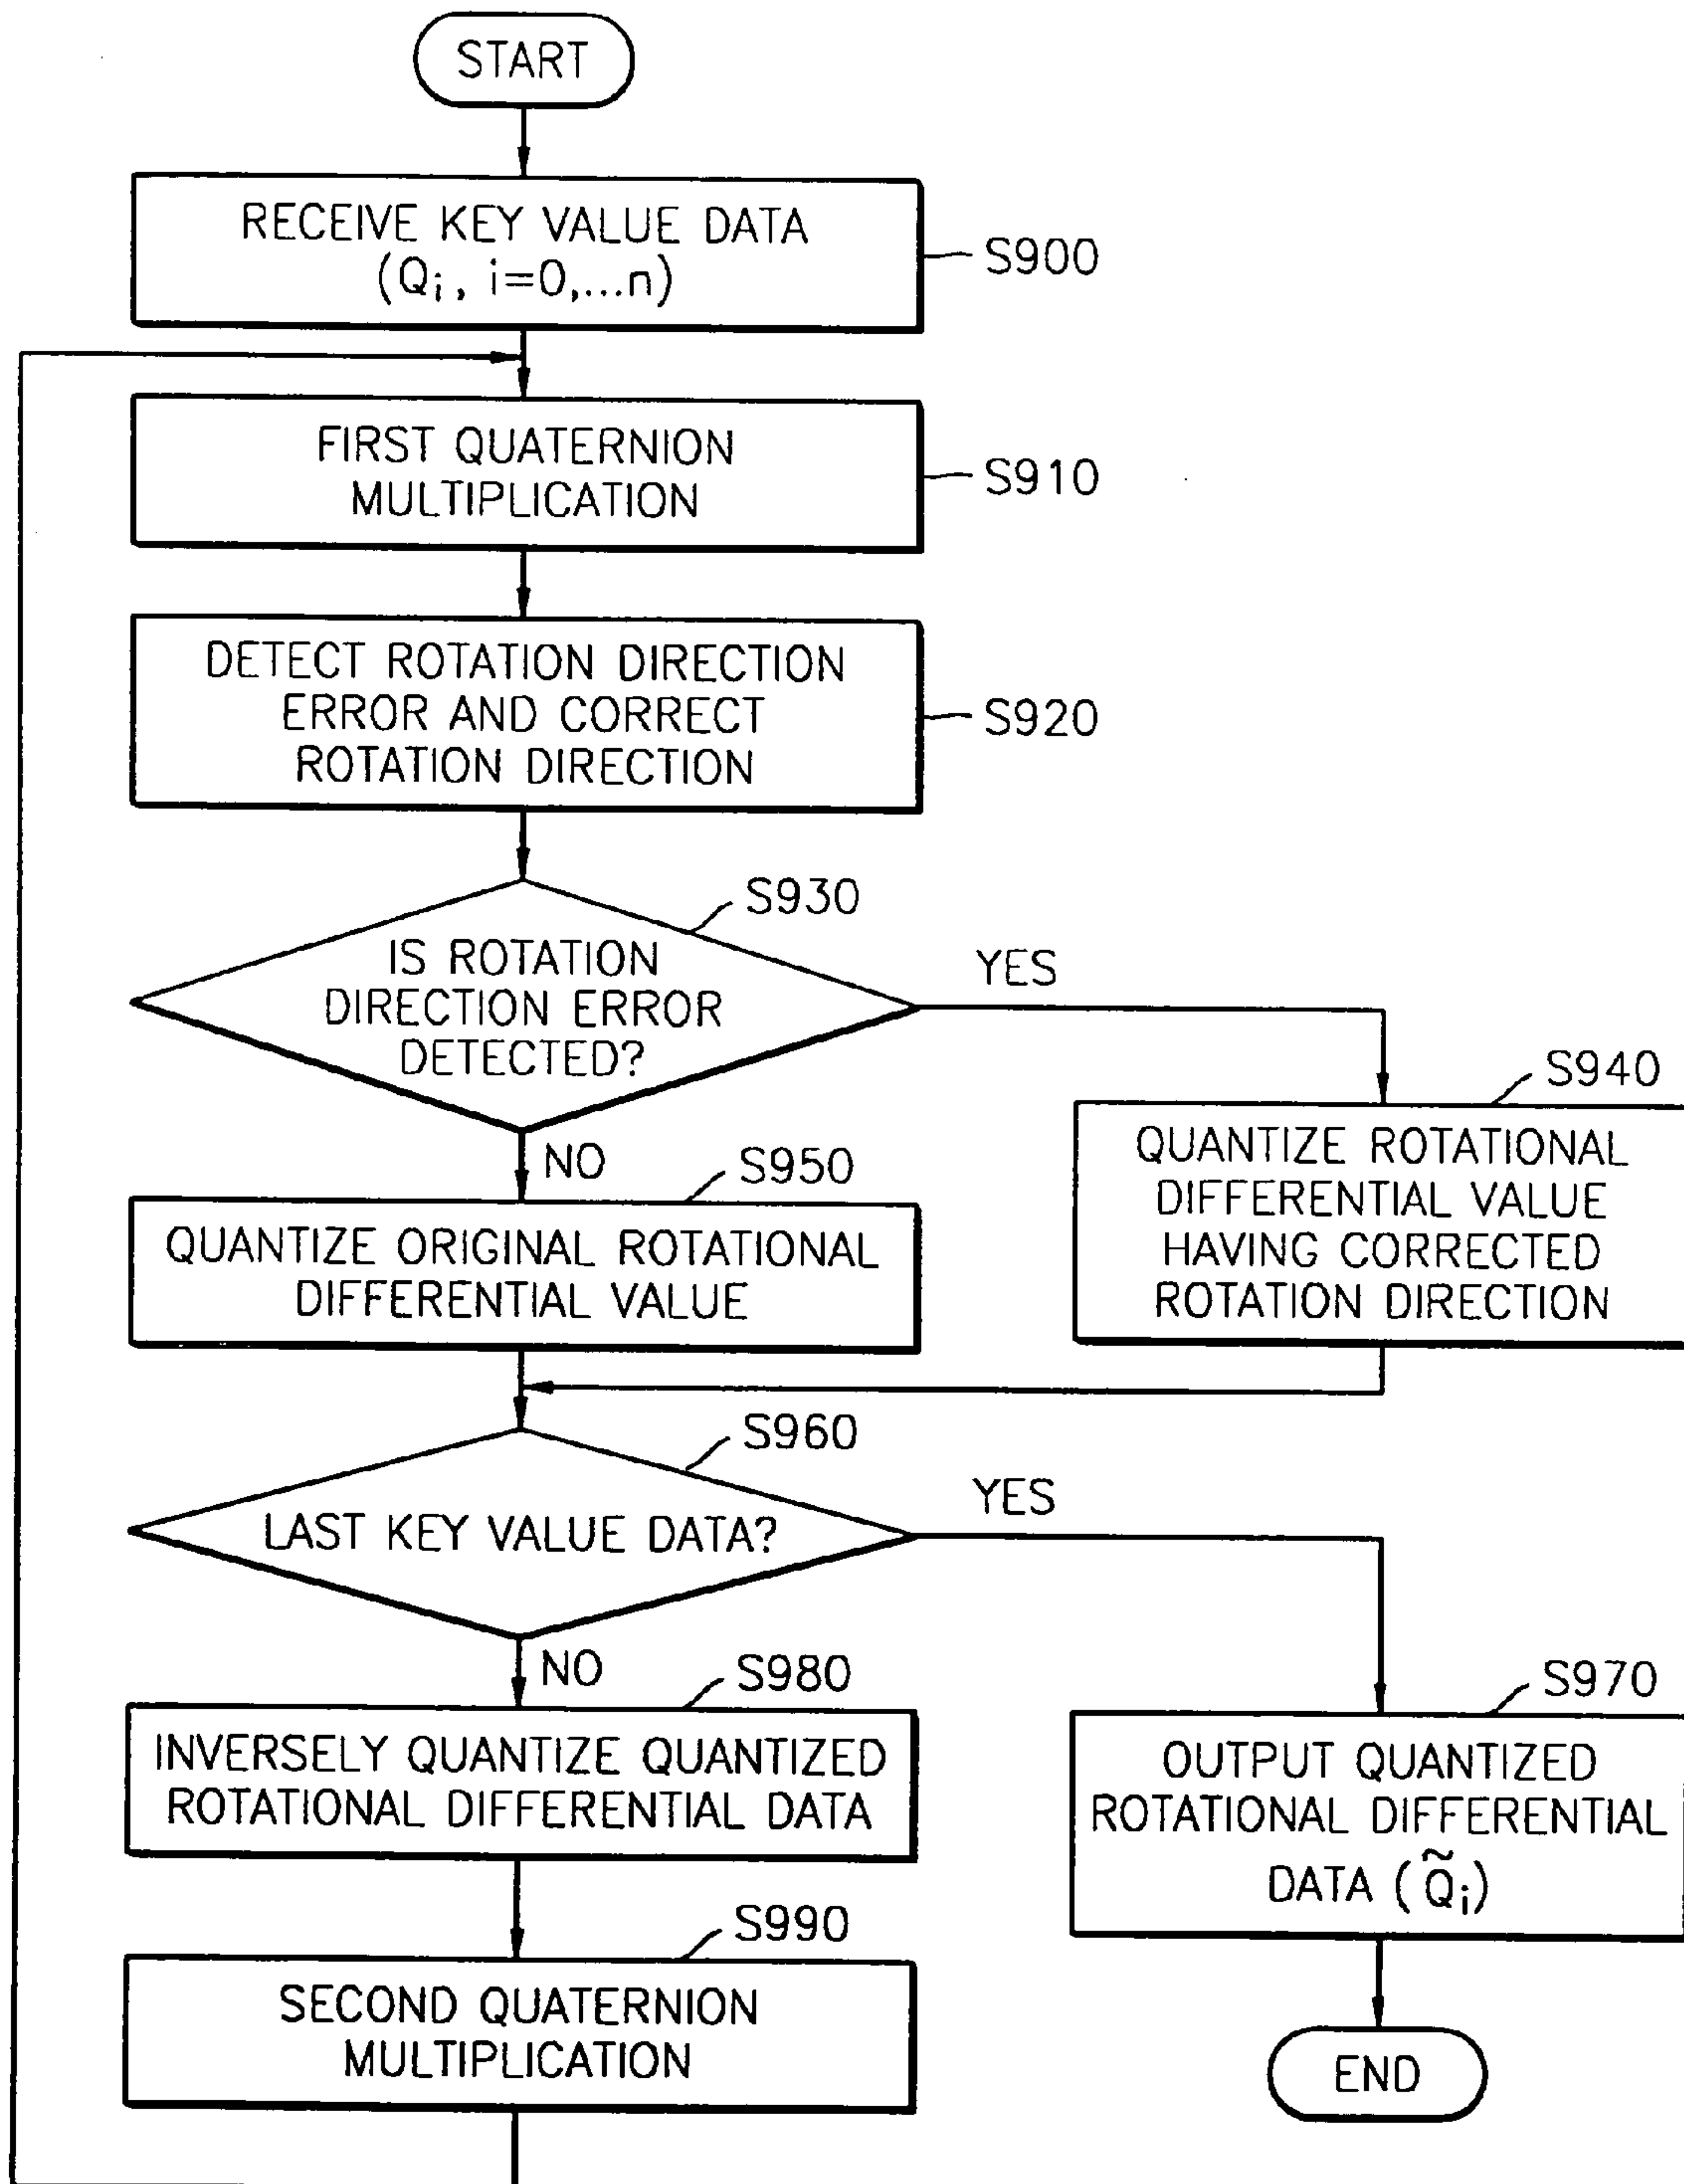 START
RECEIVE KEY VALUE DATA
(Qi, i=0,...n)
S900
FIRST QUATERNION
MULTIPLICATION
S910
DETECT ROTATION DIRECTION
ERROR AND CORRECT
ROTATION DIRECTION
S920
S930
IS ROTATION
DIRECTION ERROR
DETECTED?
YES
NO
S940
QUANTIZE ROTATIONAL
DIFFERENTIAL VALUE
HAVING CORRECTED
ROTATION DIRECTION
S950
QUANTIZE ORIGINAL ROTATIONAL
DIFFERENTIAL VALUE
S960
LAST KEY VALUE DATA?
YES
NO
S970
OUTPUT QUANTIZED
ROTATIONAL DIFFERENTIAL
DATA (Q̃i)
S980
INVERSELY QUANTIZE QUANTIZED
ROTATIONAL DIFFERENTIAL DATA
S990
SECOND QUATERNION
MULTIPLICATION
END